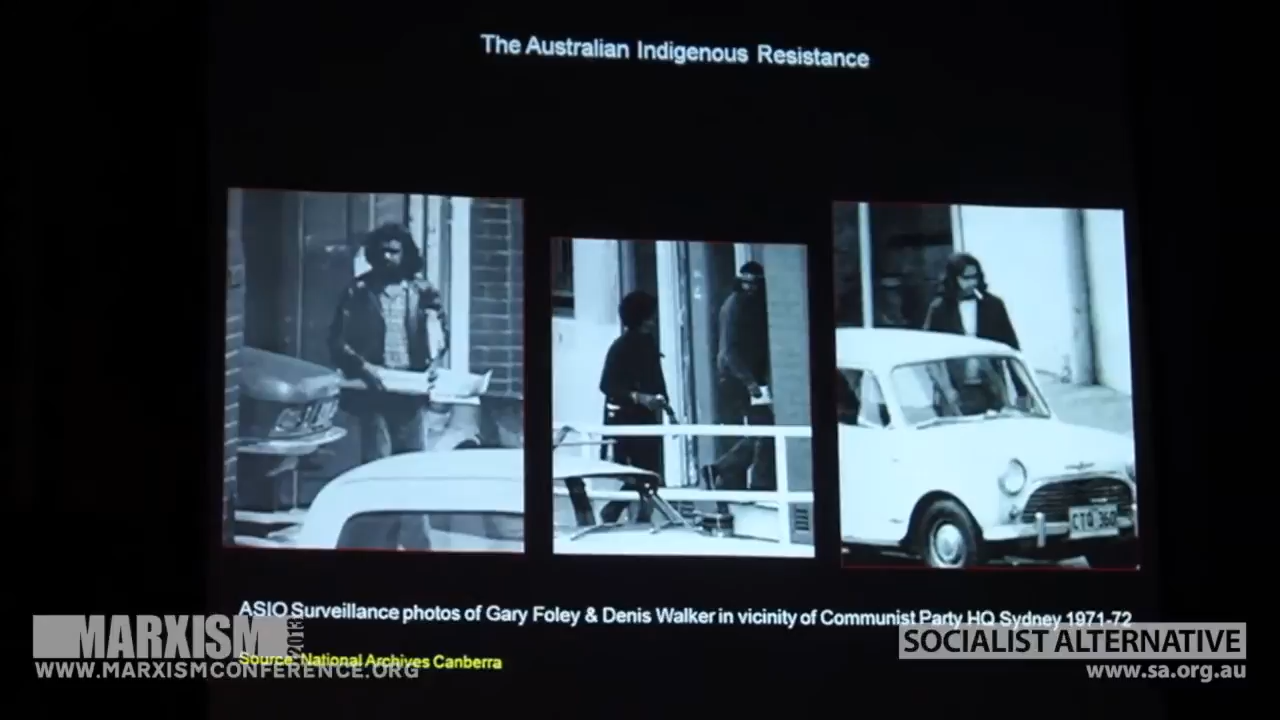 The Australian Indigenous Resistance
CTQ 360
ASIO Surveillance photos of Gary Foley & Denis Walker in vicinity of Communist Party HQ Sydney 1971-72
Source: National Archives Canberra
MARXISM 2013
WWW.MARXISMCONFERENCE.ORG
SOCIALIST ALTERNATIVE
www.sa.org.au